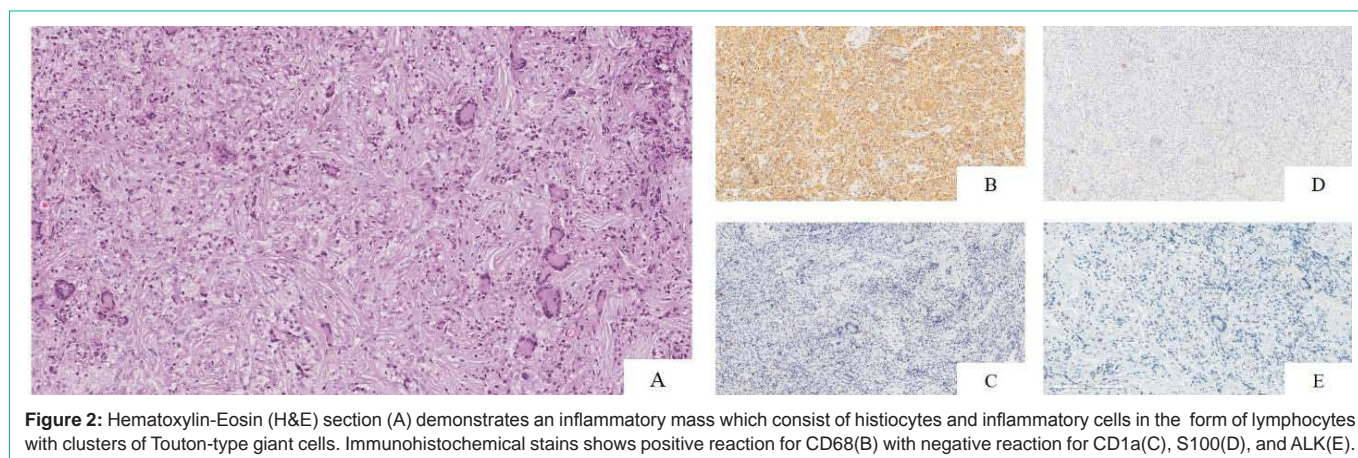 A
B
D
C
E
Figure 2: Hematoxylin-Eosin (H&E) section (A) demonstrates an inflammatory mass which consist of histiocytes and inflammatory cells in the form of lymphocytes
with clusters of Touton-type giant cells. Immunohistochemical stains shows positive reaction for CD68(B) with negative reaction for CD1a(C), S100(D), and ALK(E).